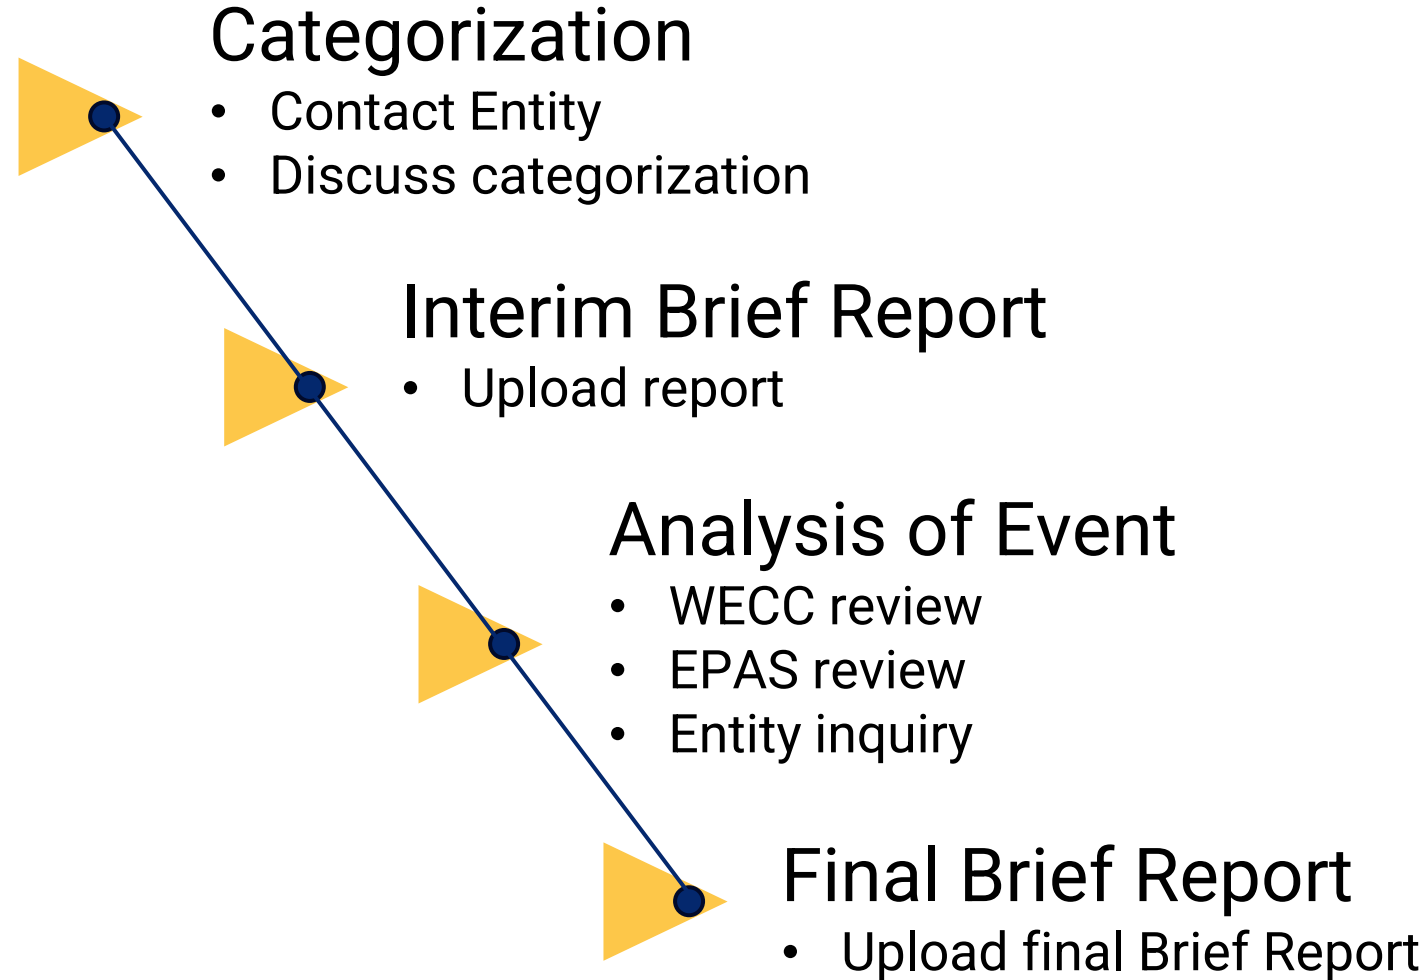 Categorization
• Contact Entity
• Discuss categorization
Interim Brief Report
• Upload report
Analysis of Event
• WECC review
• EPAS review
• Entity inquiry
Final Brief Report
• Upload final Brief Report